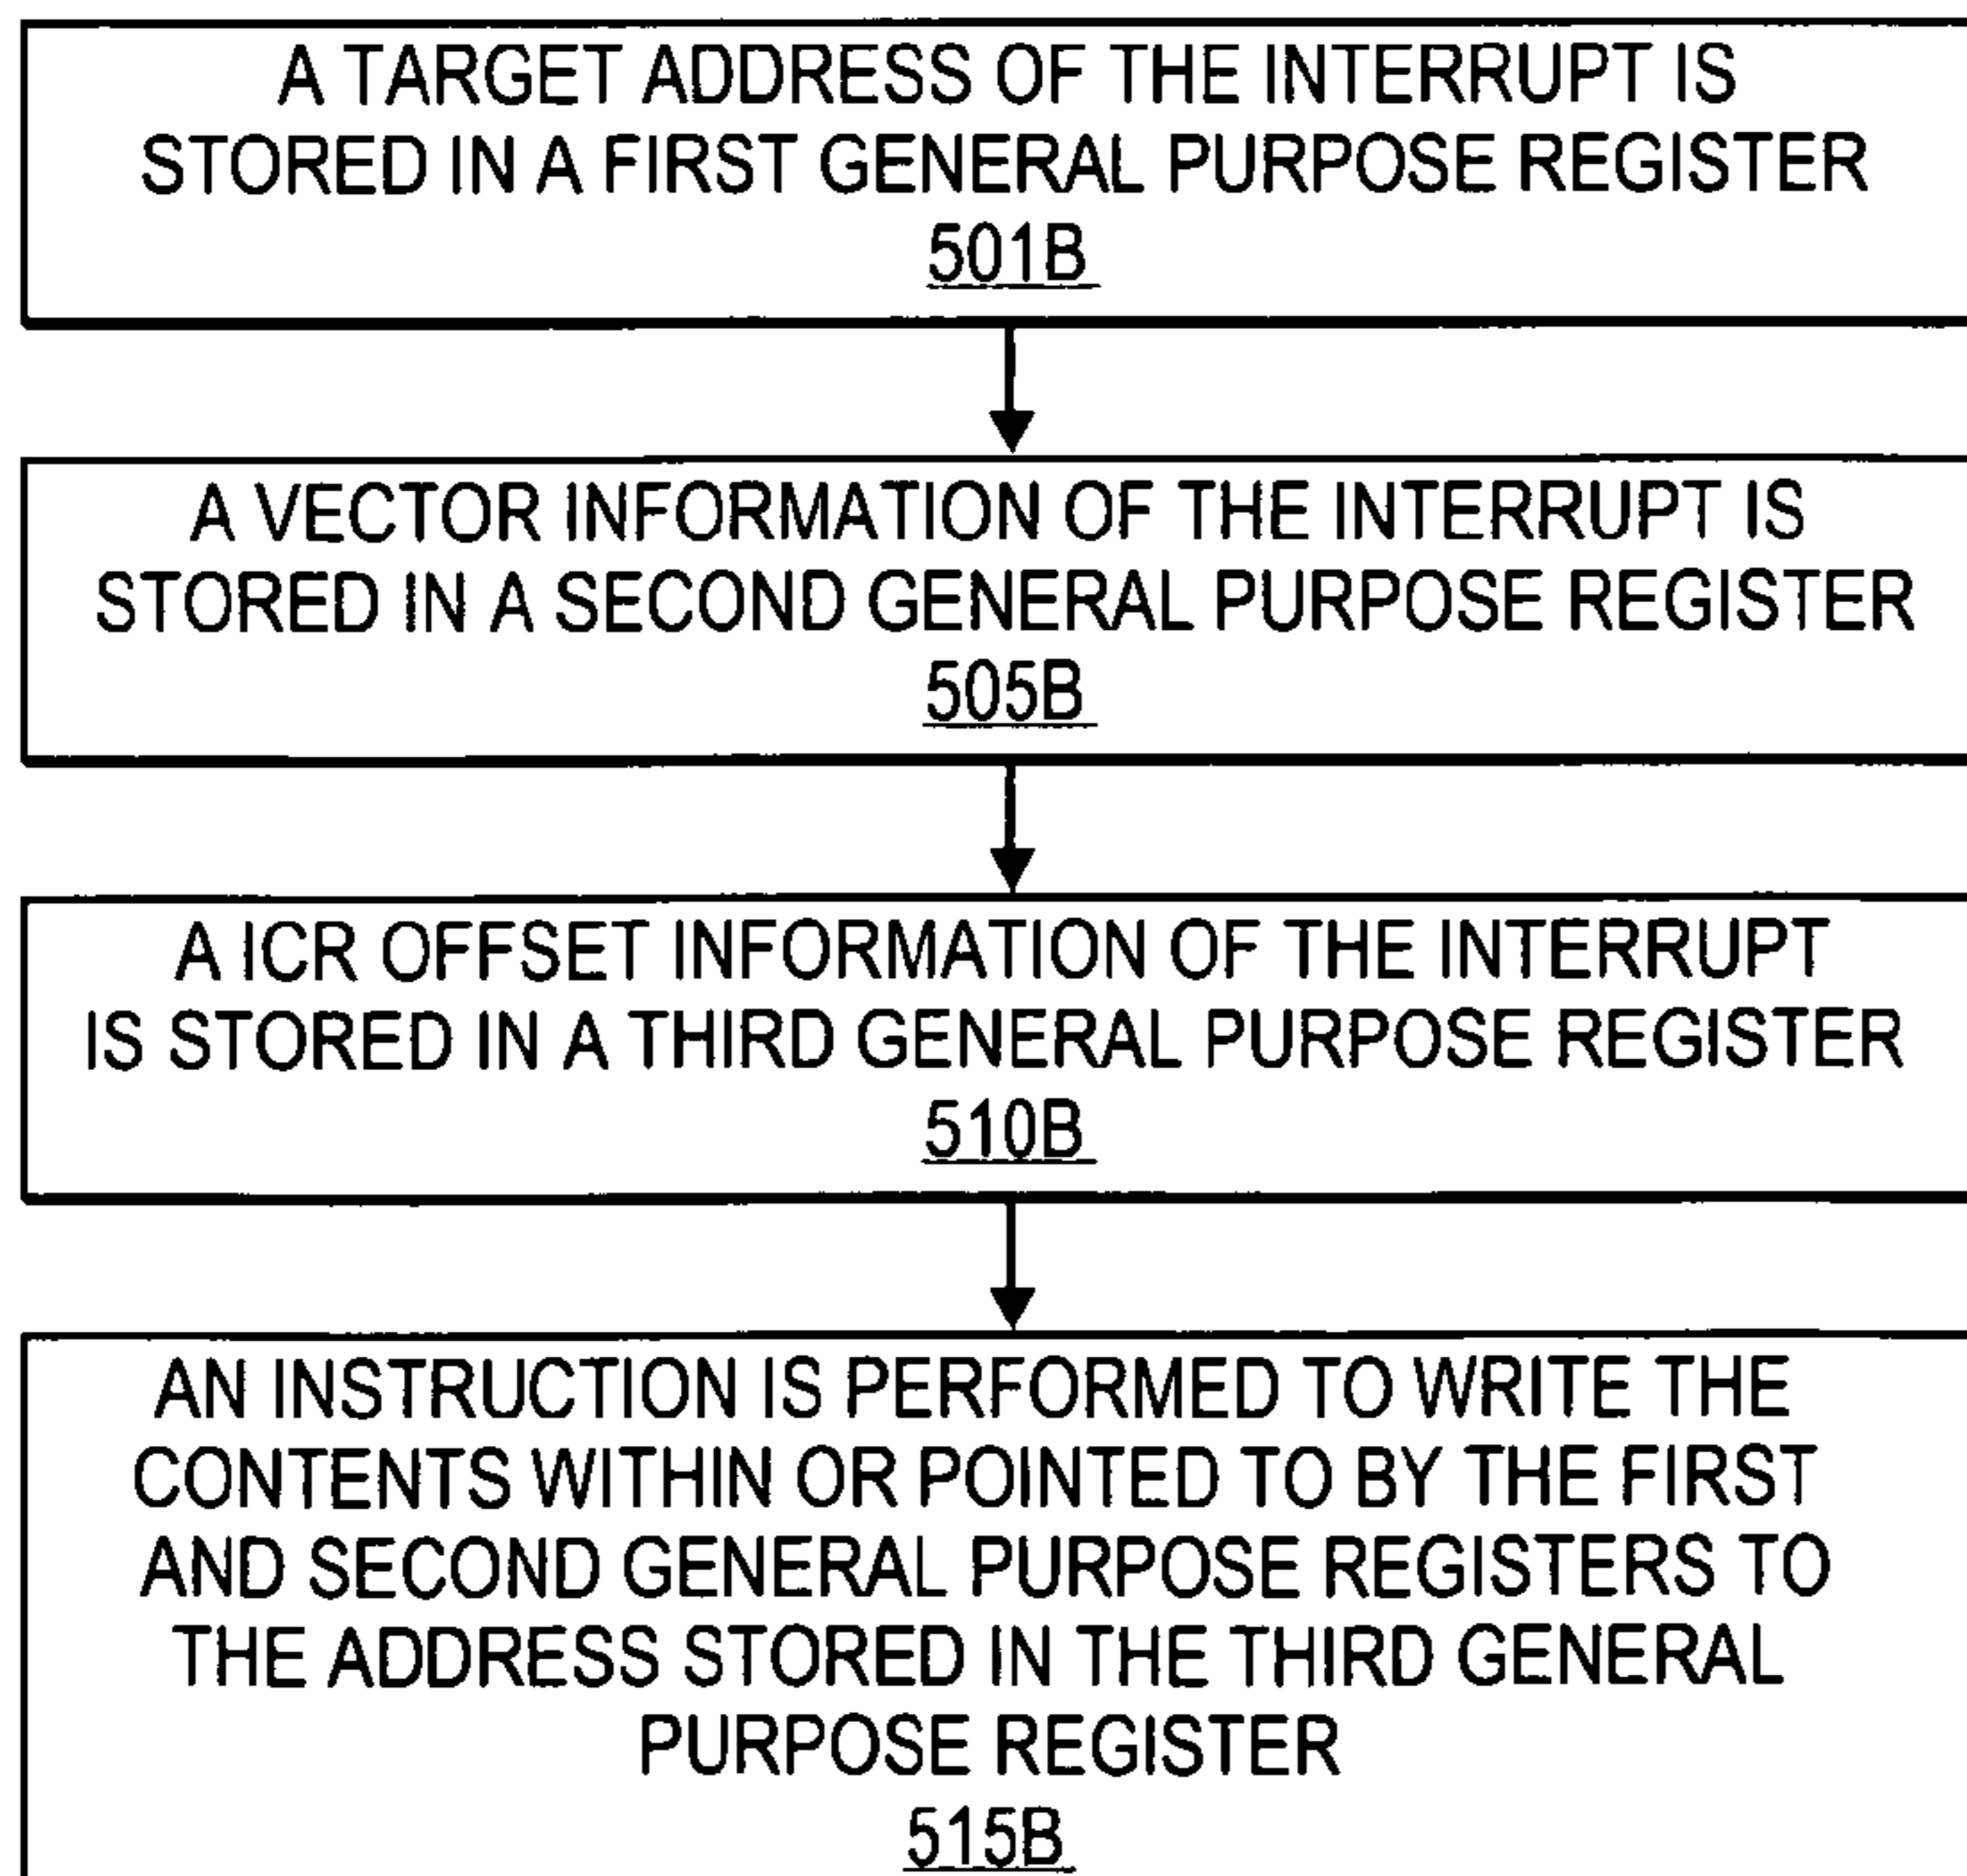 A TARGET ADDRESS OF THE INTERRUPT IS
STORED IN A FIRST GENERAL PURPOSE REGISTER
501B
A VECTOR INFORMATION OF THE INTERRUPT IS
STORED IN A SECOND GENERAL PURPOSE REGISTER
505B
A ICR OFFSET INFORMATION OF THE INTERRUPT
IS STORED IN A THIRD GENERAL PURPOSE REGISTER
510B
AN INSTRUCTION IS PERFORMED TO WRITE THE
CONTENTS WITHIN OR POINTED TO BY THE FIRST
AND SECOND GENERAL PURPOSE REGISTERS TO
THE ADDRESS STORED IN THE THIRD GENERAL
PURPOSE REGISTER
515B